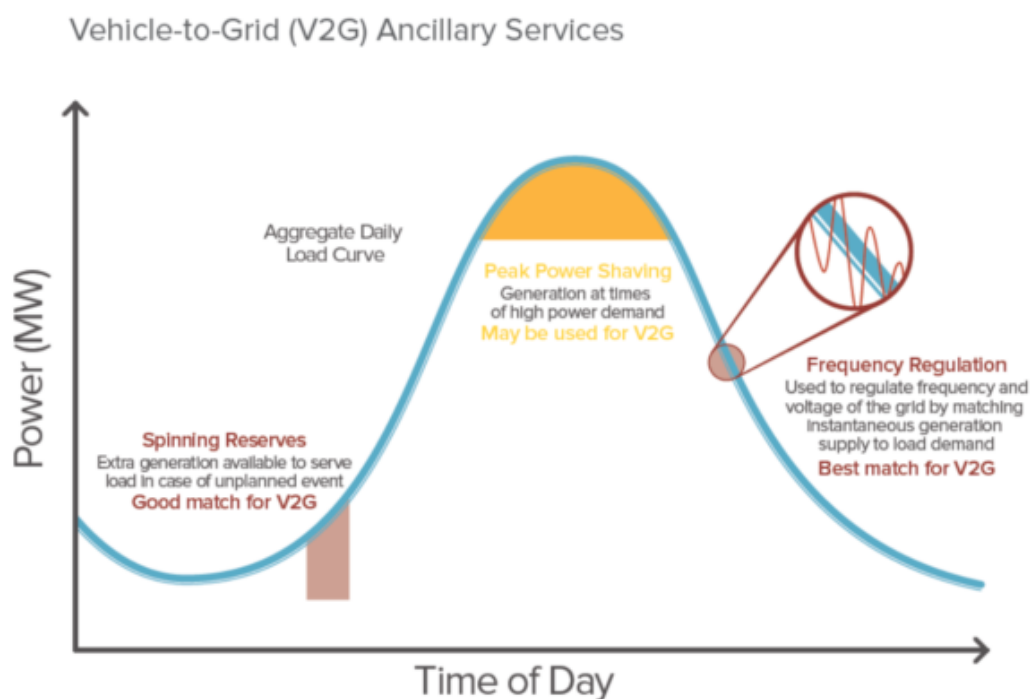 Vehicle-to-Grid (V2G) Ancillary Services
Aggregate Daily
Load Curve
Peak Power Shaving
Generation at times
of high power demand
May be used for V2G
Frequency Regulation
Used to regulate frequency and
voltage of the grid by matching
instantaneous generation
supply to load demand
Best match for V2G
Spinning Reserves
Extra generation available to serve
load in case of unplanned event
Good match for V2G
Power (MW)
Time of Day